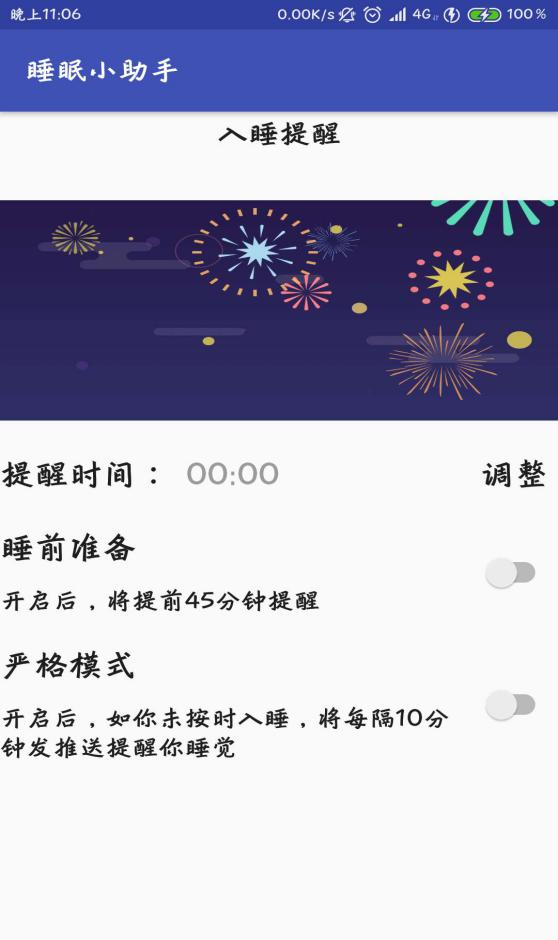 晚上11:06 0.00K/s 4G 100%
睡眠小助手
入睡提醒
提醒时间： 00:00 调整
睡前准备
开启后，将提前45分钟提醒
严格模式
开启后，如你未按时入睡，将每隔10分
钟发推送提醒你睡觉